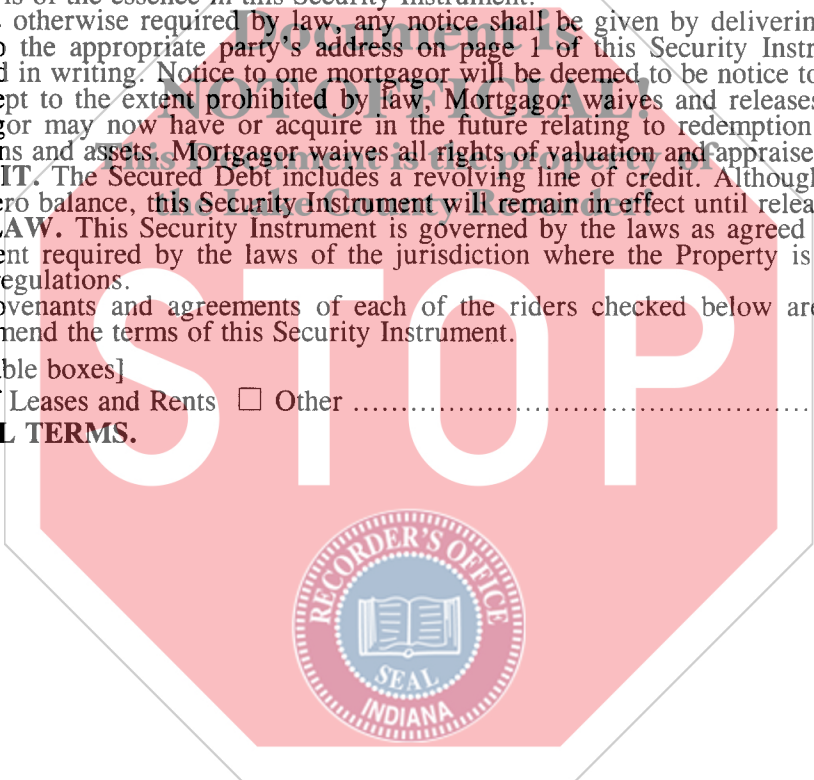 is of the essence in this Security Instrument.
otherwise required by law, any notice shall be given by delivering
the appropriate party's address on page 1 of this Security Instr
d in writing. Notice to one mortgagor will be deemed to be notice to
ept to the extent prohibited by law, Mortgagor waives and releases
gor may now have or acquire in the future relating to redemption
ns and assets. Mortgagor waives all rights of valuation and appraise
IT. The Secured Debt includes a revolving line of credit. Although
ero balance, this Security Instrument will remain in effect until relea
LAW. This Security Instrument is governed by the laws as agreed
ent required by the laws of the jurisdiction where the Property is
regulations.
ovenants and agreements of each of the riders checked below are
mend the terms of this Security Instrument.
ble boxes]
Leases and Rents ☐ Other ..........................................
L TERMS.
Document is
NOT OFFICIAL!
This Document is the property of
the Lake County Recorder!
STOP
RECORDER'S OFFICE
SEAL
INDIANA